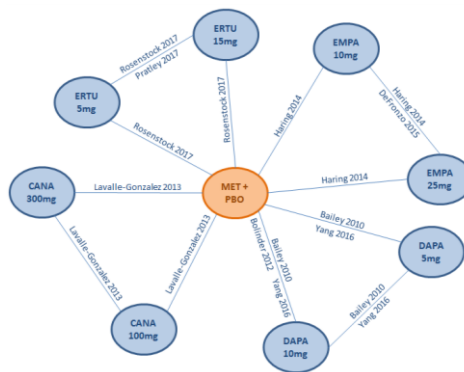 ERTU
15mg
EMPA
10mg
Rosenstock 2017
Pratley 2017
ERTU
5mg
Rosenstock 2017
Haring 2014
Haring 2014
DeFronzo 2015
Rosenstock 2017
CANA
300mg
Lavalle-Gonzalez 2013
MET +
PBO
Haring 2014
EMPA
25mg
Lavalle-Gonzalez 2013
Lavalle-Gonzalez 2013
Bailey 2010
Yang 2016
DAPA
5mg
Bolinder 2012
Bailey 2010
Yang 2016
Bailey 2010
Yang 2016
CANA
100mg
DAPA
10mg